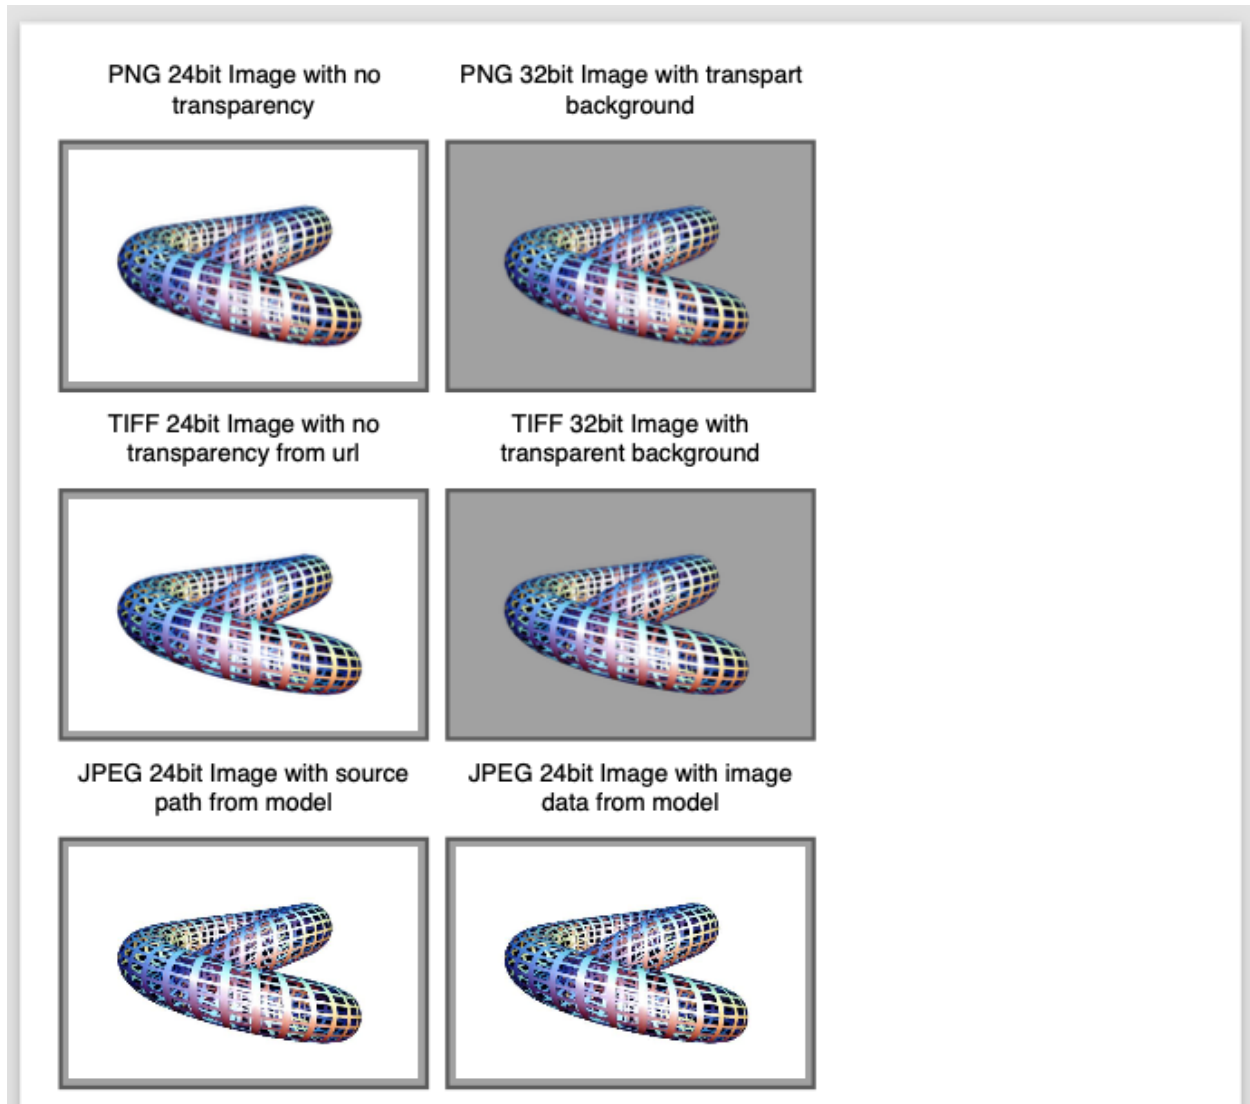 PNG 24bit Image with no
transparency
PNG 32bit Image with transpart
background
TIFF 24bit Image with no
transparency from url
TIFF 32bit Image with
transparent background
JPEG 24bit Image with source
path from model
JPEG 24bit Image with image
data from model